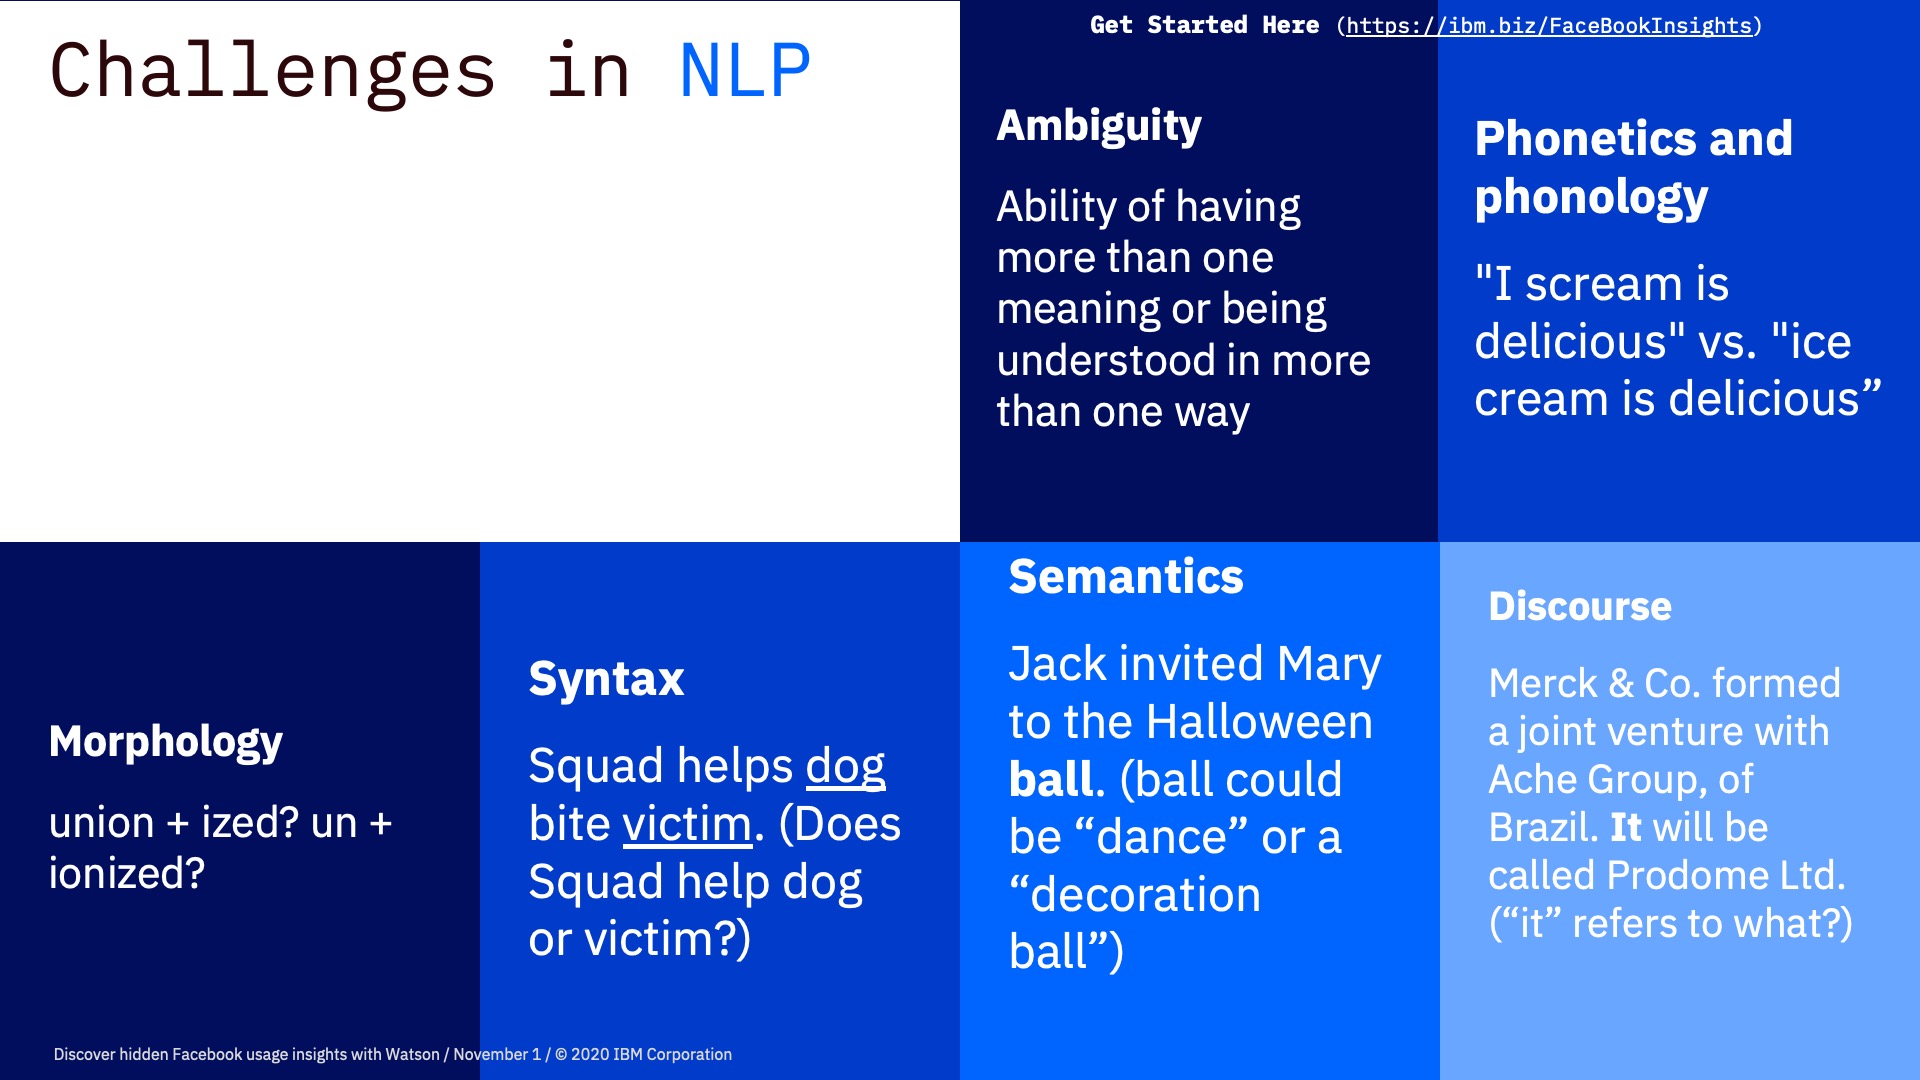 Get Started Here (https://ibm.biz/FaceBookInsights)
Challenges in NLP
Ambiguity
Ability of having
more than one
meaning or being
understood in more
than one way
Phonetics and
phonology
"I scream is
delicious" vs. "ice
cream is delicious”
Morphology
union + ized? un +
ionized?
Syntax
Squad helps dog
bite victim. (Does
Squad help dog
or victim?)
Semantics
Jack invited Mary
to the Halloween
ball. (ball could
be “dance” or a
“decoration
ball”)
Discourse
Merck & Co. formed
a joint venture with
Ache Group, of
Brazil. It will be
called Prodome Ltd.
(“it” refers to what?)
Discover hidden Facebook usage insights with Watson / November 1 / © 2020 IBM Corporation